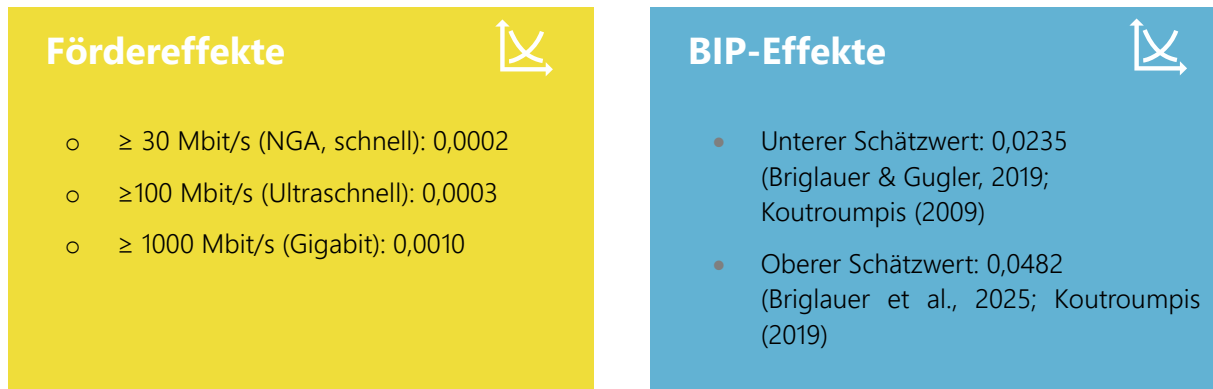 Fördereffekte
o ≥ 30 Mbit/s (NGA, schnell): 0,0002
o ≥100 Mbit/s (Ultraschnell): 0,0003
o ≥ 1000 Mbit/s (Gigabit): 0,0010
BIP-Effekte
• Unterer Schätzwert: 0,0235
(Briglauer & Gugler, 2019;
Koutroumpis (2009)
• Oberer Schätzwert: 0,0482
(Briglauer et al., 2025; Koutroumpis
(2019)